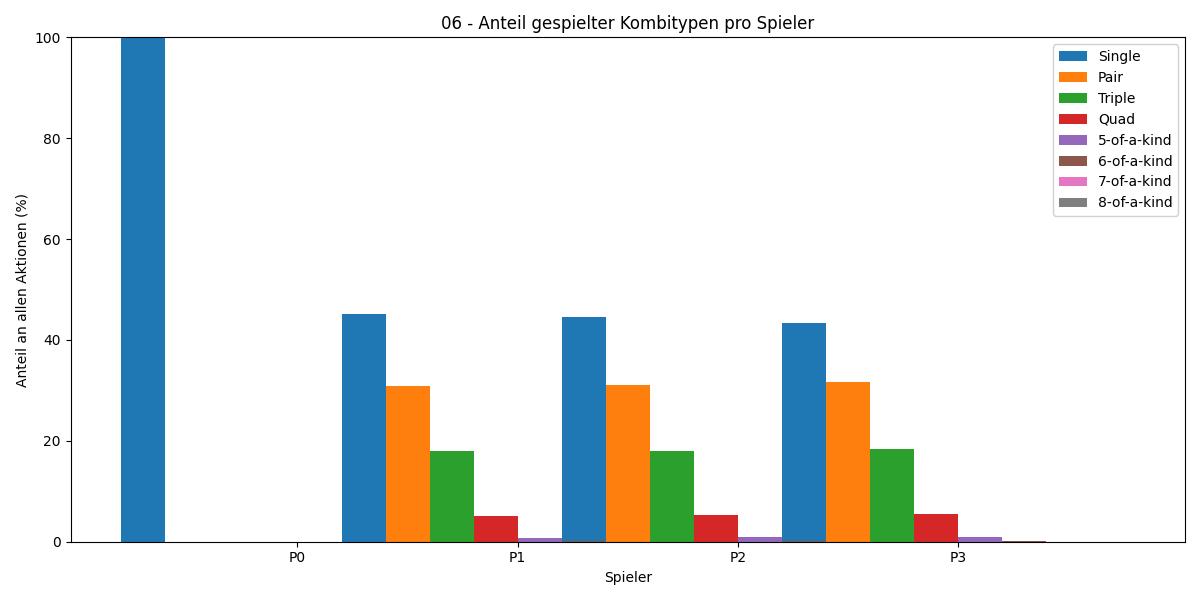 06 - Anteil gespielter Kombitypen pro Spieler
Anteil an allen Aktionen (%)
100
80
60
40
20
0
Single
Pair
Triple
Quad
5-of-a-kind
6-of-a-kind
7-of-a-kind
8-of-a-kind
P0 P1 P2 P3
Spieler